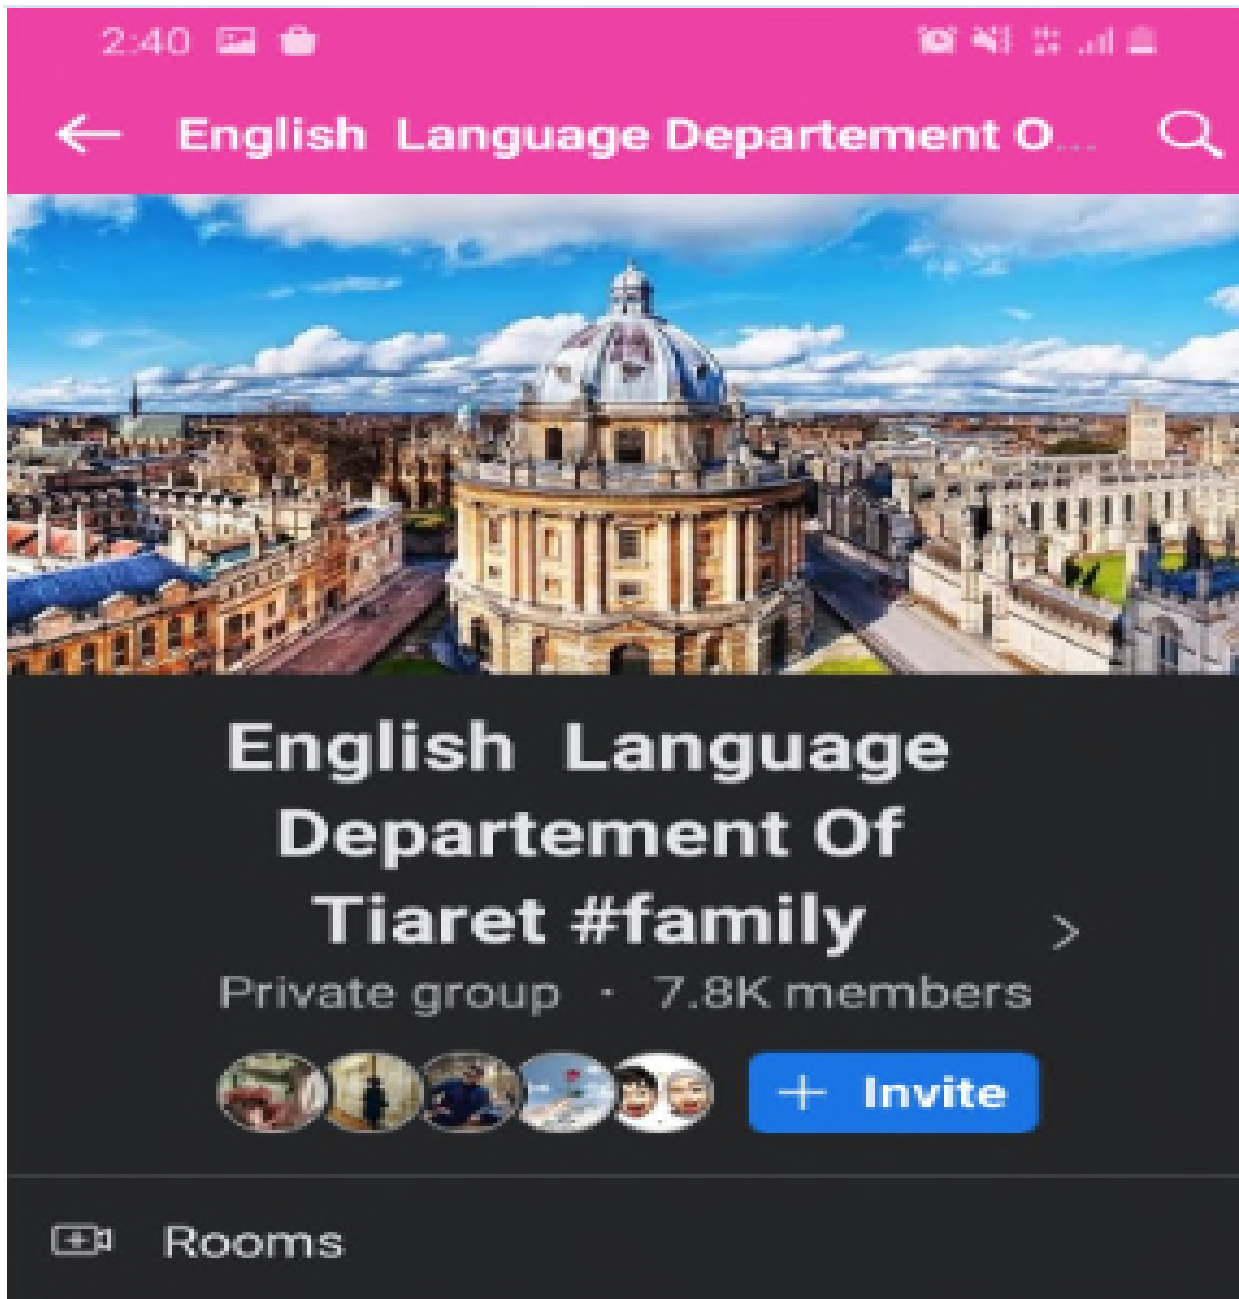 2:40
English Language Departement O...
English Language
Departement Of
Tiaret #family
Private group · 7.8K members
+ Invite
Rooms